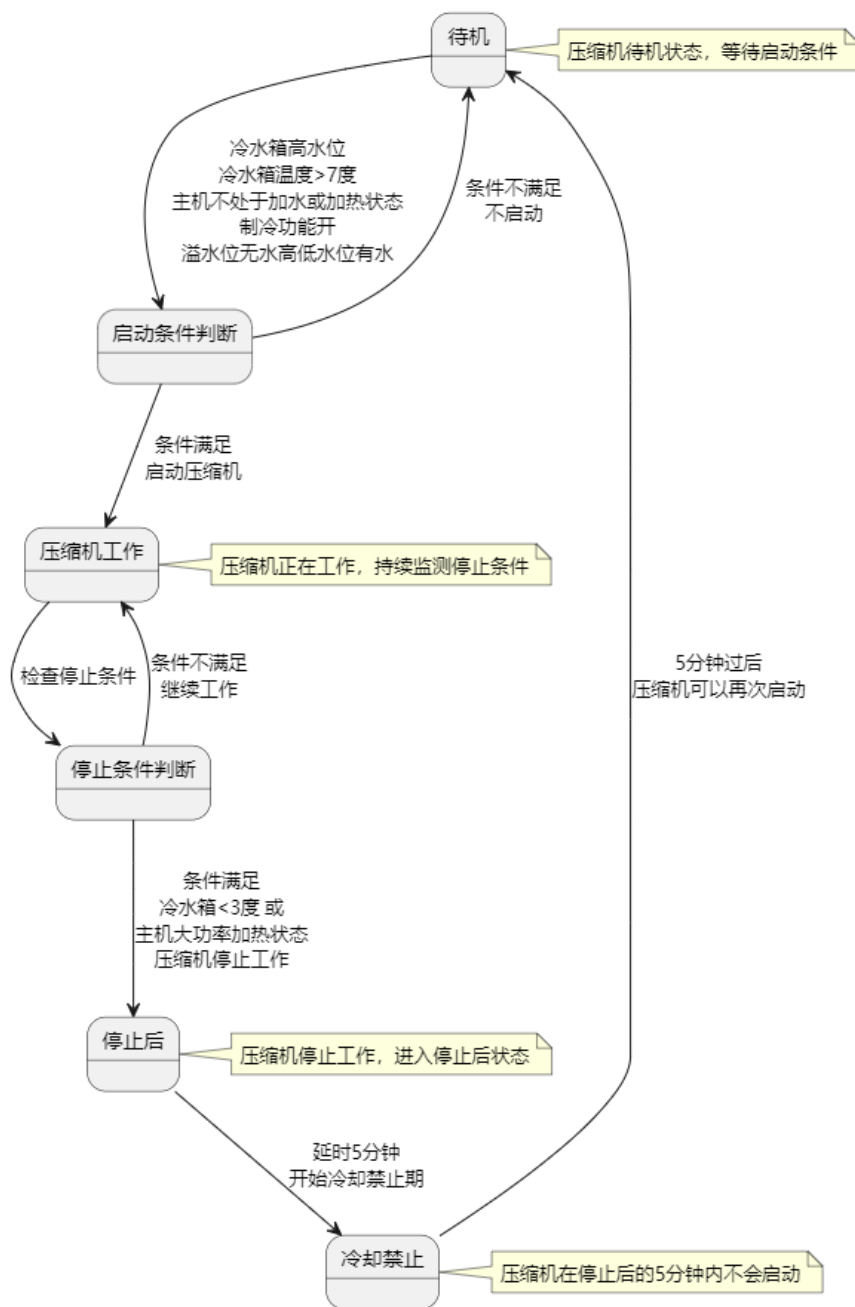 待机
压缩机待机状态，等待启动条件
冷水箱高水位
冷水箱温度>7度
主机不处于加水或加热状态
制冷功能开
溢水位无水高低水位有水
条件不满足
不启动
启动条件判断
条件满足
启动压缩机
压缩机工作
压缩机正在工作，持续监测停止条件
检查停止条件
条件不满足
继续工作
5分钟过后
压缩机可以再次启动
停止条件判断
条件满足
冷水箱<3度 或
主机大功率加热状态
压缩机停止工作
停止后
压缩机停止工作，进入停止后状态
延时5分钟
开始冷却禁止期
冷却禁止
压缩机在停止后的5分钟内不会启动